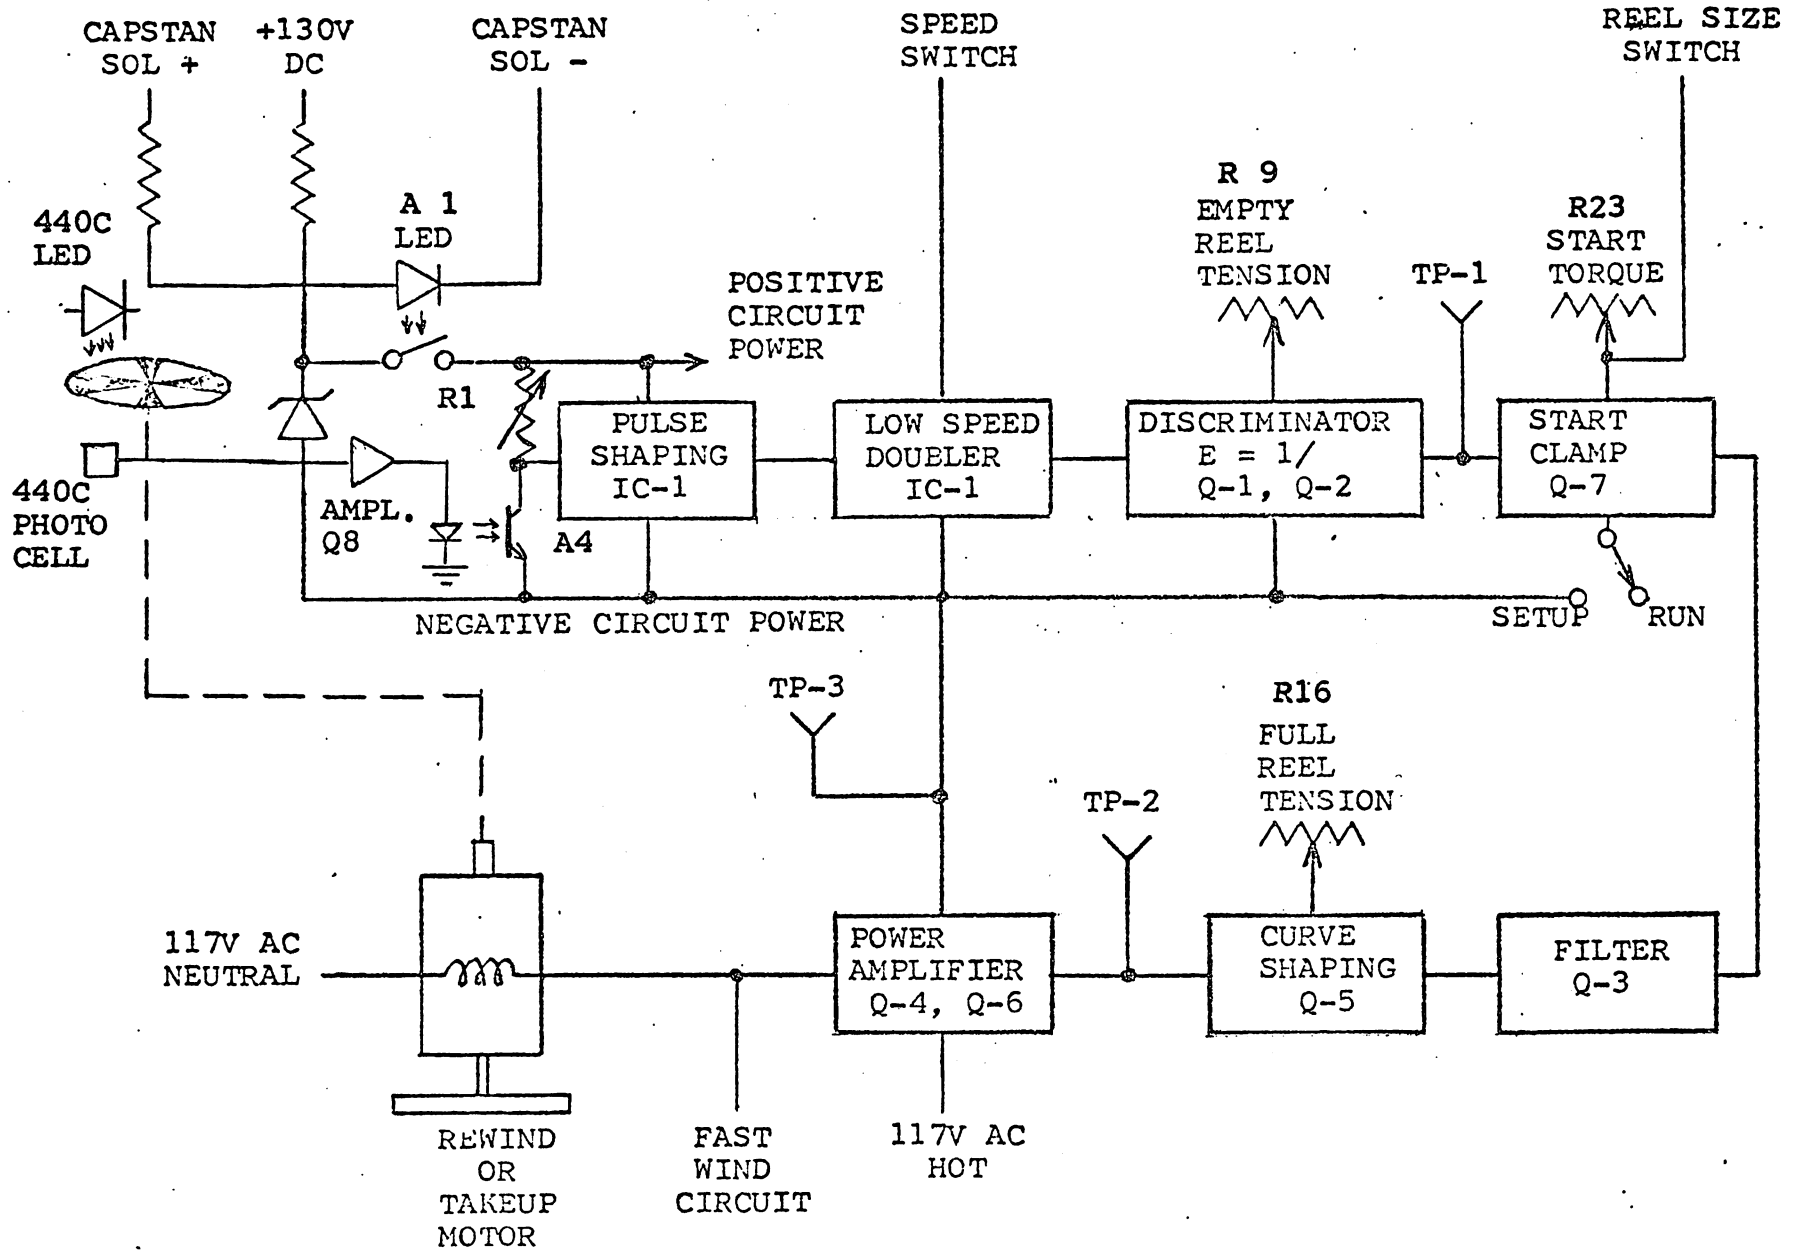 CAPSTAN
SOL +
+130V
DC
CAPSTAN
SOL -
SPEED
SWITCH
REEL SIZE
SWITCH
440C
LED
A 1
LED
POSITIVE
CIRCUIT
POWER
R 9
EMPTY
REEL
TENSION
TP-1
R23
START
TORQUE
R1
PULSE
SHAPING
IC-1
LOW SPEED
DOUBLER
IC-1
DISCRIMINATOR
E = 1/
Q-1, Q-2
START
CLAMP
Q-7
440C
PHOTO
CELL
AMPL.
Q8
A4
NEGATIVE CIRCUIT POWER
SETUP
RUN
TP-3
TP-2
R16
FULL
REEL
TENSION
117V AC
NEUTRAL
POWER
AMPLIFIER
Q-4, Q-6
CURVE
SHAPING
Q-5
FILTER
Q-3
REWIND
OR
TAKEUP
MOTOR
FAST
WIND
CIRCUIT
117V AC
HOT